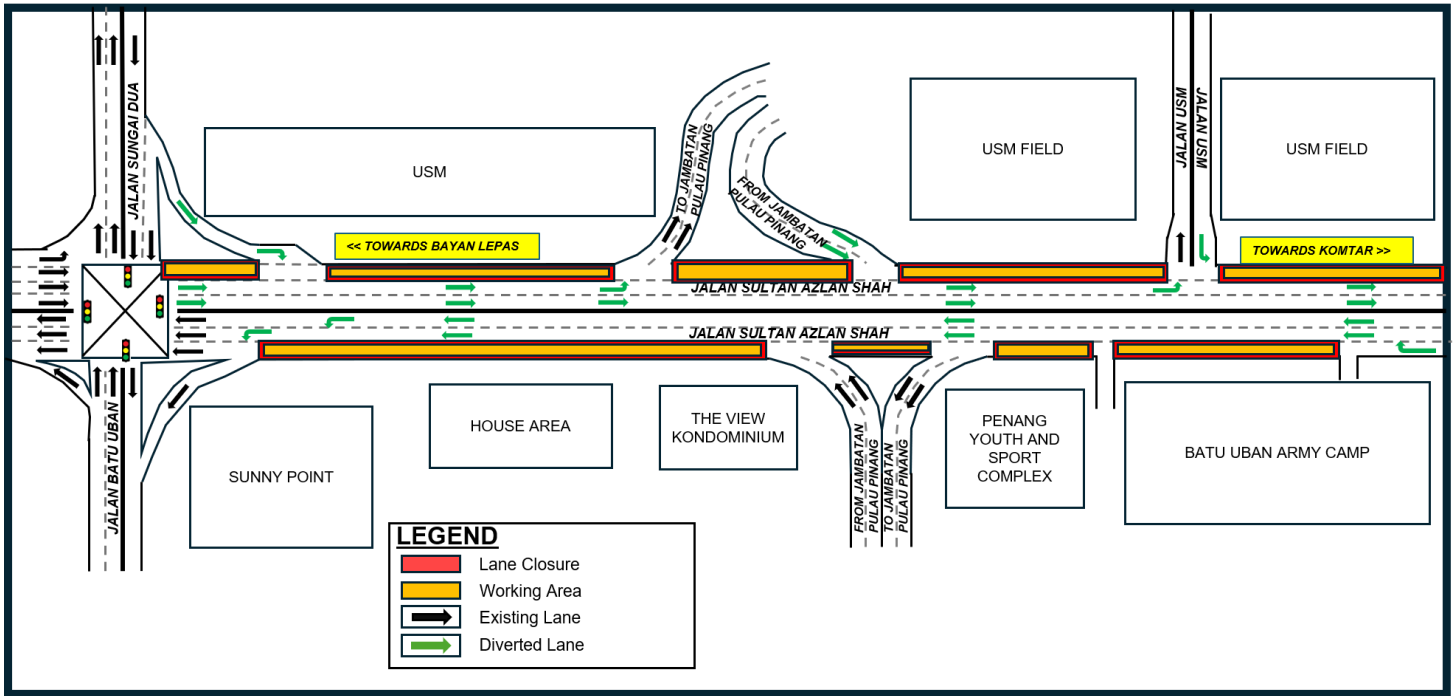 JALAN SUNGAI DUA
USM
TO JAMBATAN
PULAU PINANG
FROM JAMBATAN
PULAU PINANG
USM FIELD
JALAN USM
JALAN USM
USM FIELD
<< TOWARDS BAYAN LEPAS
TOWARDS KOMTAR >>
JALAN SULTAN AZLAN SHAH
JALAN SULTAN AZLAN SHAH
JALAN BATU UBAN
SUNNY POINT
HOUSE AREA
THE VIEW
KONDOMINIUM
FROM JAMBATAN
PULAU PINANG
TO JAMBATAN
PULAU PINANG
PENANG
YOUTH AND
SPORT
COMPLEX
BATU UBAN ARMY CAMP
LEGEND
Lane Closure
Working Area
Existing Lane
Diverted Lane